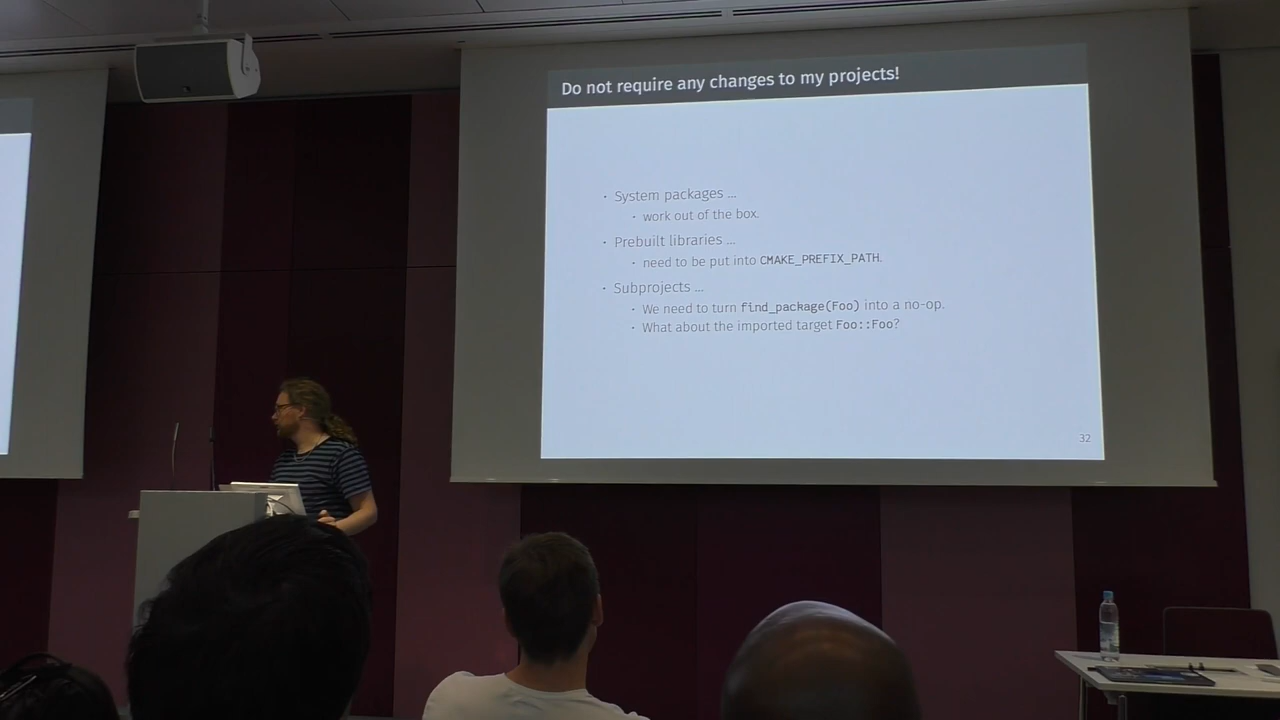 Do not require any changes to my projects!
· System packages ...
· work out of the box.
· Prebuilt libraries ...
· need to be put into CMAKE_PREFIX_PATH.
· Subprojects ...
· We need to turn find_package(Foo) into a no-op.
· What about the imported target Foo::Foo?
32